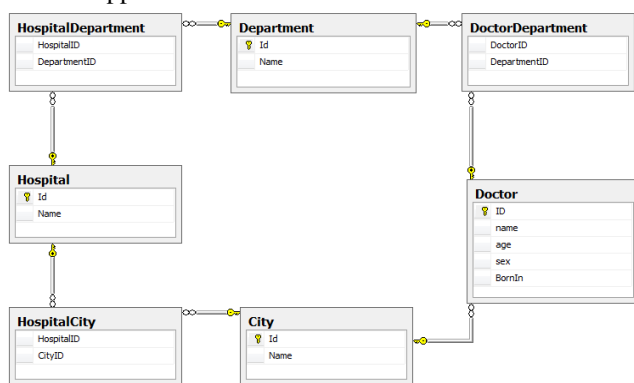 HospitalDepartment
HospitalID
DepartmentID
Department
Id
Name
DoctorDepartment
DoctorID
DepartmentID
Hospital
Id
Name
Doctor
ID
name
age
sex
BornIn
HospitalCity
HospitalID
CityID
City
Id
Name